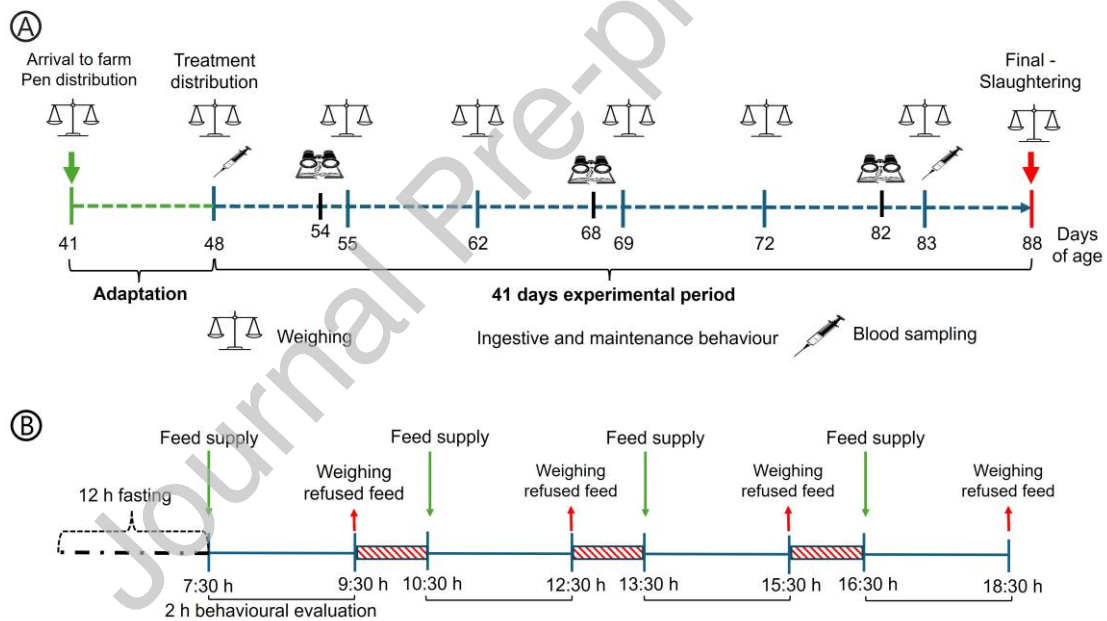 A
Arrival to farm
Pen distribution
Treatment
distribution
Final -
Slaughtering
41
48
54
55
62
68
69
72
82
83
88
Days
of age
Adaptation
41 days experimental period
Weighing
Ingestive and maintenance behaviour
Blood sampling
B
Feed supply
Feed supply
Feed supply
Feed supply
12 h fasting
Weighing
refused feed
Weighing
refused feed
Weighing
refused feed
Weighing
refused feed
7:30 h
9:30 h
10:30 h
12:30 h
13:30 h
15:30 h
16:30 h
18:30 h
2 h behavioural evaluation
Journal Pre-pr